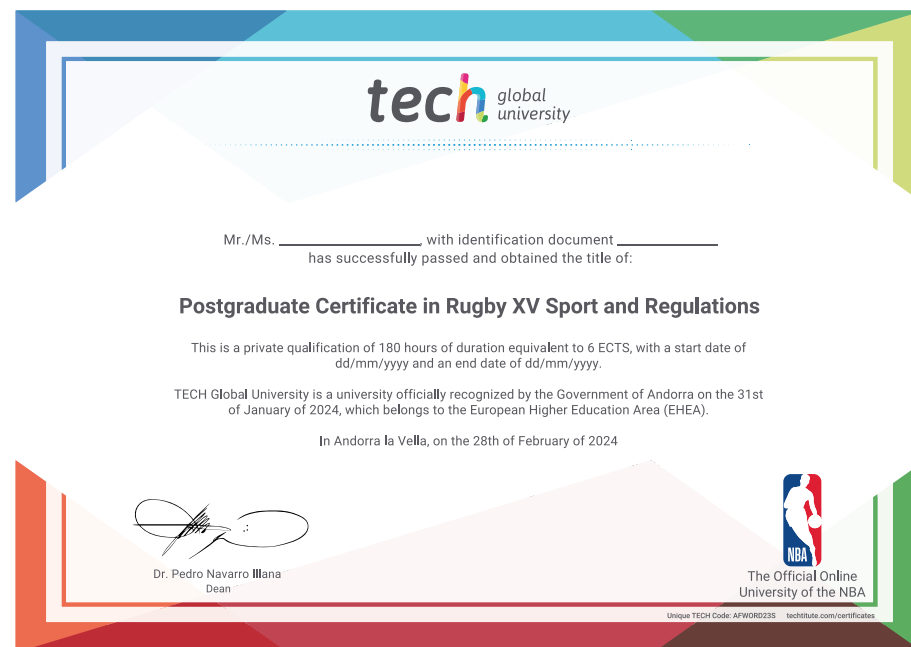 tech global
university
Mr./Ms. ____________, with identification document ____________
has successfully passed and obtained the title of:
Postgraduate Certificate in Rugby XV Sport and Regulations
This is a private qualification of 180 hours of duration equivalent to 6 ECTS, with a start date of
dd/mm/yyyy and an end date of dd/mm/yyyy.
TECH Global University is a university officially recognized by the Government of Andorra on the 31st
of January of 2024, which belongs to the European Higher Education Area (EHEA).
In Andorra la Vella, on the 28th of February of 2024
Dr. Pedro Navarro Illana
Dean
NBA
The Official Online
University of the NBA
Unique TECH Code: AFWORD23S techtitute.com/certificates